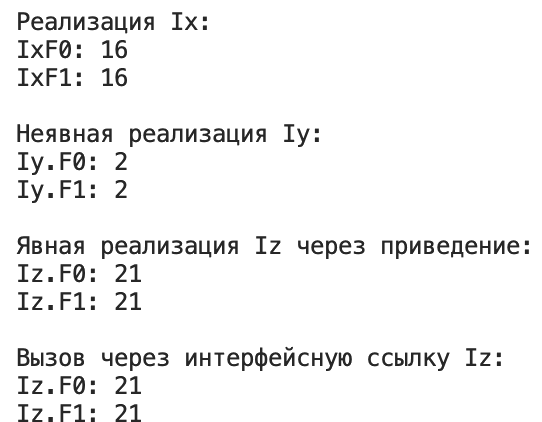 Реализация Ix:
IxF0: 16
IxF1: 16
Неявная реализация Iy:
Iy.F0: 2
Iy.F1: 2
Явная реализация Iz через приведение:
Iz.F0: 21
Iz.F1: 21
Вызов через интерфейсную ссылку Iz:
Iz.F0: 21
Iz.F1: 21